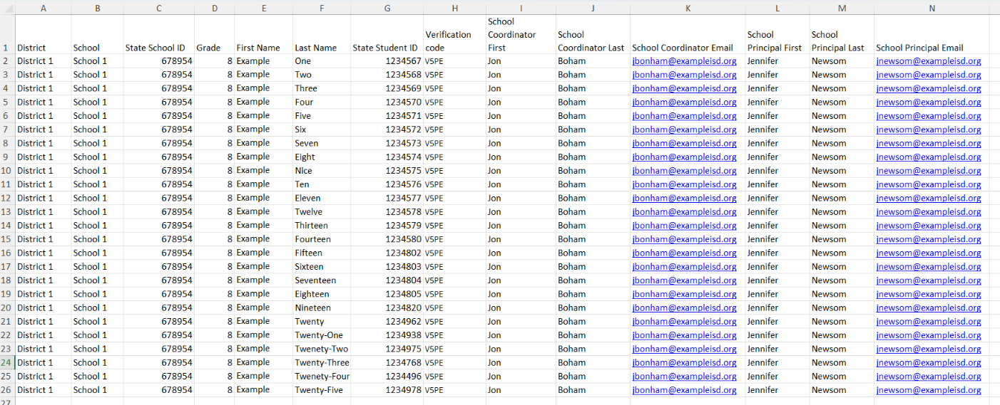 A B C D E F G H I J K L M N
1 District School State School ID Grade First Name Last Name State Student ID Verification code School Coordinator First School Coordinator Last School Coordinator Email School Principal First School Principal Last School Principal Email
2 District 1 School 1 678954 8 Example One 1234567 V5PE Jon Boham jbonham@exampleisd.org Jennifer Newsom jnewsom@exampleisd.org
3 District 1 School 1 678954 8 Example Two 1234568 V5PE Jon Boham jbonham@exampleisd.org Jennifer Newsom jnewsom@exampleisd.org
4 District 1 School 1 678954 8 Example Three 1234569 V5PE Jon Boham jbonham@exampleisd.org Jennifer Newsom jnewsom@exampleisd.org
5 District 1 School 1 678954 8 Example Four 1234570 V5PE Jon Boham jbonham@exampleisd.org Jennifer Newsom jnewsom@exampleisd.org
6 District 1 School 1 678954 8 Example Five 1234571 V5PE Jon Boham jbonham@exampleisd.org Jennifer Newsom jnewsom@exampleisd.org
7 District 1 School 1 678954 8 Example Six 1234572 V5PE Jon Boham jbonham@exampleisd.org Jennifer Newsom jnewsom@exampleisd.org
8 District 1 School 1 678954 8 Example Seven 1234573 V5PE Jon Boham jbonham@exampleisd.org Jennifer Newsom jnewsom@exampleisd.org
9 District 1 School 1 678954 8 Example Eight 1234574 V5PE Jon Boham jbonham@exampleisd.org Jennifer Newsom jnewsom@exampleisd.org
10 District 1 School 1 678954 8 Example Nice 1234575 V5PE Jon Boham jbonham@exampleisd.org Jennifer Newsom jnewsom@exampleisd.org
11 District 1 School 1 678954 8 Example Ten 1234576 V5PE Jon Boham jbonham@exampleisd.org Jennifer Newsom jnewsom@exampleisd.org
12 District 1 School 1 678954 8 Example Eleven 1234577 V5PE Jon Boham jbonham@exampleisd.org Jennifer Newsom jnewsom@exampleisd.org
13 District 1 School 1 678954 8 Example Twelve 1234578 V5PE Jon Boham jbonham@exampleisd.org Jennifer Newsom jnewsom@exampleisd.org
14 District 1 School 1 678954 8 Example Thirteen 1234579 V5PE Jon Boham jbonham@exampleisd.org Jennifer Newsom jnewsom@exampleisd.org
15 District 1 School 1 678954 8 Example Fourteen 1234580 V5PE Jon Boham jbonham@exampleisd.org Jennifer Newsom jnewsom@exampleisd.org
16 District 1 School 1 678954 8 Example Fifteen 1234802 V5PE Jon Boham jbonham@exampleisd.org Jennifer Newsom jnewsom@exampleisd.org
17 District 1 School 1 678954 8 Example Sixteen 1234803 V5PE Jon Boham jbonham@exampleisd.org Jennifer Newsom jnewsom@exampleisd.org
18 District 1 School 1 678954 8 Example Seventeen 1234804 V5PE Jon Boham jbonham@exampleisd.org Jennifer Newsom jnewsom@exampleisd.org
19 District 1 School 1 678954 8 Example Eighteen 1234805 V5PE Jon Boham jbonham@exampleisd.org Jennifer Newsom jnewsom@exampleisd.org
20 District 1 School 1 678954 8 Example Nineteen 1234820 V5PE Jon Boham jbonham@exampleisd.org Jennifer Newsom jnewsom@exampleisd.org
21 District 1 School 1 678954 8 Example Twenty 1234962 V5PE Jon Boham jbonham@exampleisd.org Jennifer Newsom jnewsom@exampleisd.org
22 District 1 School 1 678954 8 Example Twenty-One 1234938 V5PE Jon Boham jbonham@exampleisd.org Jennifer Newsom jnewsom@exampleisd.org
23 District 1 School 1 678954 8 Example Twenety-Two 1234975 V5PE Jon Boham jbonham@exampleisd.org Jennifer Newsom jnewsom@exampleisd.org
24 District 1 School 1 678954 8 Example Twenty-Three 1234768 V5PE Jon Boham jbonham@exampleisd.org Jennifer Newsom jnewsom@exampleisd.org
25 District 1 School 1 678954 8 Example Twenety-Four 1234496 V5PE Jon Boham jbonham@exampleisd.org Jennifer Newsom jnewsom@exampleisd.org
26 District 1 School 1 678954 8 Example Twenty-Five 1234978 V5PE Jon Boham jbonham@exampleisd.org Jennifer Newsom jnewsom@exampleisd.org
27